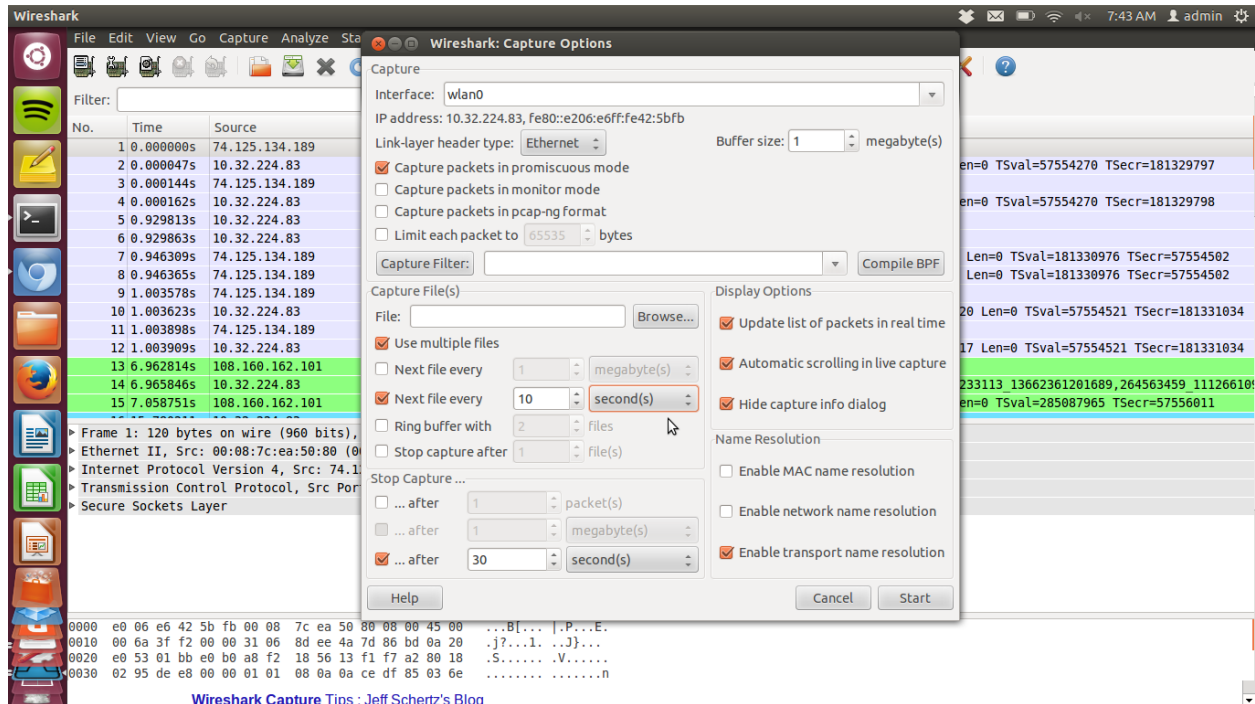 Wireshark
7:43 AM admin
File Edit View Go Capture Analyze Sta
Filter:
No. Time Source
1 0.000000s 74.125.134.189
2 0.000047s 10.32.224.83
en=0 TSval=57554270 TSecr=181329797
3 0.000144s 74.125.134.189
4 0.000162s 10.32.224.83
en=0 TSval=57554270 TSecr=181329798
5 0.929813s 10.32.224.83
6 0.929863s 10.32.224.83
7 0.946309s 74.125.134.189
Len=0 TSval=181330976 TSecr=57554502
8 0.946365s 74.125.134.189
Len=0 TSval=181330976 TSecr=57554502
9 1.003578s 74.125.134.189
10 1.003623s 10.32.224.83
20 Len=0 TSval=57554521 TSecr=181331034
11 1.003898s 74.125.134.189
12 1.003909s 10.32.224.83
17 Len=0 TSval=57554521 TSecr=181331034
13 6.962814s 108.160.162.101
14 6.965846s 10.32.224.83
233113_13662361201689,264563459_111266109
15 7.058751s 108.160.162.101
en=0 TSval=285087965 TSecr=57556011
Frame 1: 120 bytes on wire (960 bits),
Ethernet II, Src: 00:08:7c:ea:50:80 (0
Internet Protocol Version 4, Src: 74.1
Transmission Control Protocol, Src Por
Secure Sockets Layer
0000 e0 06 e6 42 5b fb 00 08 7c ea 50 80 08 00 45 00 ...B[... |.P...E.
0010 00 6a 3f f2 00 00 31 06 8d ee 4a 7d 86 bd 0a 20 .j?...1. ..J}...
0020 e0 53 01 bb e0 b0 a8 f2 18 56 13 f1 f7 a2 80 18 .S...... .V......
0030 02 95 de e8 00 00 01 01 08 0a 0a ce df 85 03 6e ........ .......n
Wireshark Capture Tips : Jeff Schertz's Blog
Wireshark: Capture Options
Capture
Interface: wlan0
IP address: 10.32.224.83, fe80::e206:e6ff:fe42:5bfb
Link-layer header type: Ethernet
Buffer size: 1 megabyte(s)
Capture packets in promiscuous mode
Capture packets in monitor mode
Capture packets in pcap-ng format
Limit each packet to 65535 bytes
Capture Filter:
Compile BPF
Capture File(s)
File:
Browse...
Use multiple files
Next file every 1 megabyte(s)
Next file every 10 second(s)
Ring buffer with 2 files
Stop capture after 1 file(s)
Stop Capture ...
... after 1 packet(s)
... after 1 megabyte(s)
... after 30 second(s)
Display Options
Update list of packets in real time
Automatic scrolling in live capture
Hide capture info dialog
Name Resolution
Enable MAC name resolution
Enable network name resolution
Enable transport name resolution
Help
Cancel
Start